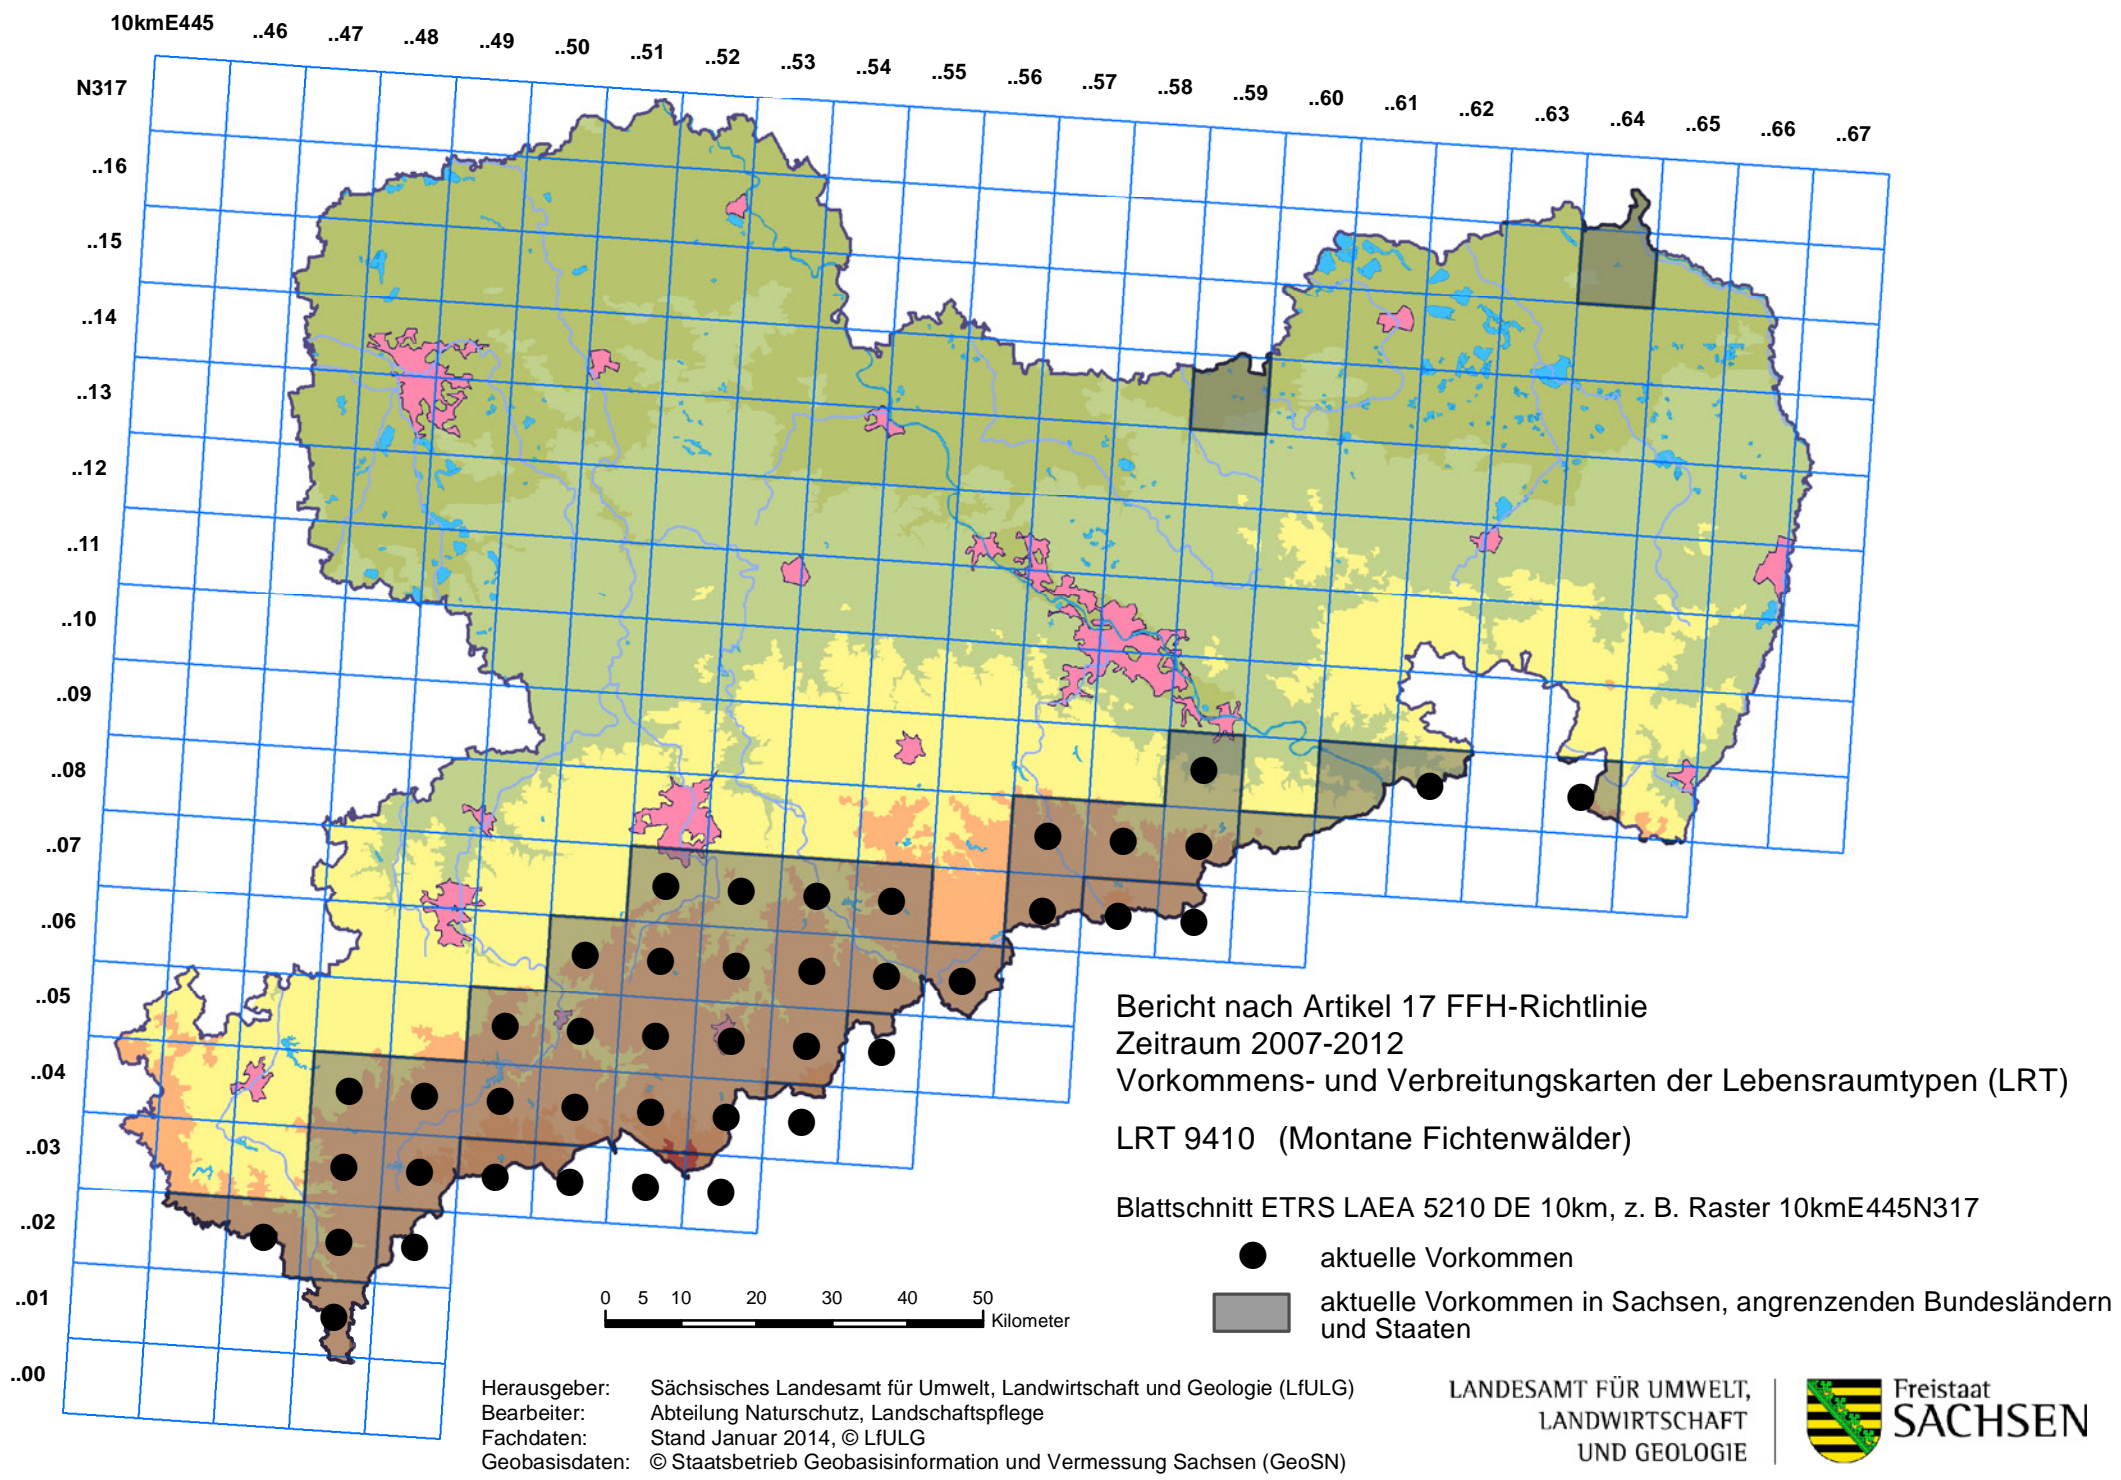 10kmE445 ..46 ..47 ..48 ..49 ..50 ..51 ..52 ..53 ..54 ..55 ..56 ..57 ..58 ..59 ..60 ..61 ..62 ..63 ..64 ..65 ..66 ..67
N317
..16
..15
..14
..13
..12
..11
..10
..09
..08
..07
..06
..05
..04
..03
..02
..01
..00
Bericht nach Artikel 17 FFH-Richtlinie
Zeitraum 2007-2012
Vorkommens- und Verbreitungskarten der Lebensraumtypen (LRT)
LRT 9410 (Montane Fichtenwälder)
Blattschnitt ETRS LAEA 5210 DE 10km, z. B. Raster 10kmE445N317
aktuelle Vorkommen
aktuelle Vorkommen in Sachsen, angrenzenden Bundesländern
und Staaten
0 5 10 20 30 40 50
Kilometer
Herausgeber: Sächsisches Landesamt für Umwelt, Landwirtschaft und Geologie (LfULG)
Bearbeiter: Abteilung Naturschutz, Landschaftspflege
Fachdaten: Stand Januar 2014, © LfULG
Geobasisdaten: © Staatsbetrieb Geobasisinformation und Vermessung Sachsen (GeoSN)
LANDESAMT FÜR UMWELT,
LANDWIRTSCHAFT
UND GEOLOGIE
Freistaat
SACHSEN